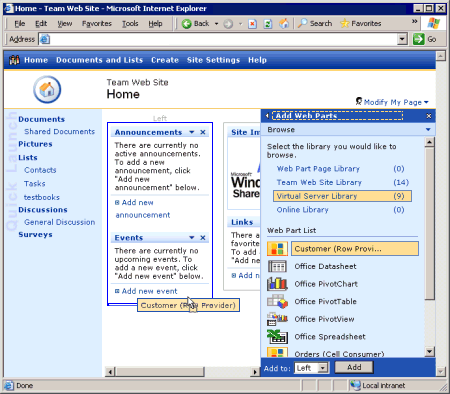 Home - Team Web Site - Microsoft Internet Explorer
File Edit View Favorites Tools Help
Back
Search Favorites
Address
Go
Home Documents and Lists Create Site Settings Help
Team Web Site
Home
Modify My Page
Quick Launch
Documents
Shared Documents
Pictures
Lists
Contacts
Tasks
testbooks
Discussions
General Discussion
Surveys
Left
Announcements
There are currently no
active announcements. To
add a new
announcement, click
"Add new
announcement" below.
Add new
announcement
Events
There are currently no
upcoming events. To
add a new event, click
"Add new event" below.
Add new event
Customer (Row Provider)
Site Im
Wind
Share
Links
There a
favorite
To add
"Add n
Add n
Add Web Parts
Browse
Select the library you would like to
browse.
Web Part Page Library (0)
Team Web Site Library (14)
Virtual Server Library (9)
Online Library (0)
Web Part List
Customer (Row Provi...
Office Datasheet
Office PivotChart
Office PivotTable
Office PivotView
Office Spreadsheet
Orders (Cell Consumer)
Add to: Left Add
Done
Local intranet